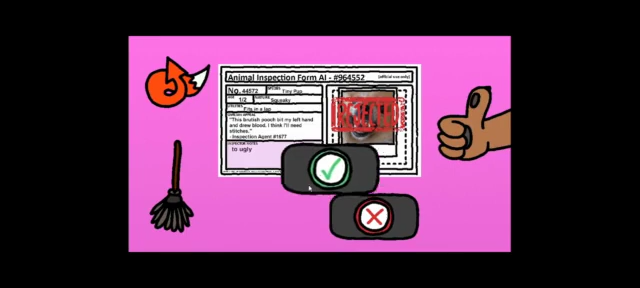 Animal Inspection Form AI - #964552
(official use only)
No. 44572
Tiny Pup
1/2
Squeaky
Fits in a lap
"This brutish pooch bit my left hand
and drew blood. I think I'll need
stitches."
- Inspection Agent #1677
to ugly